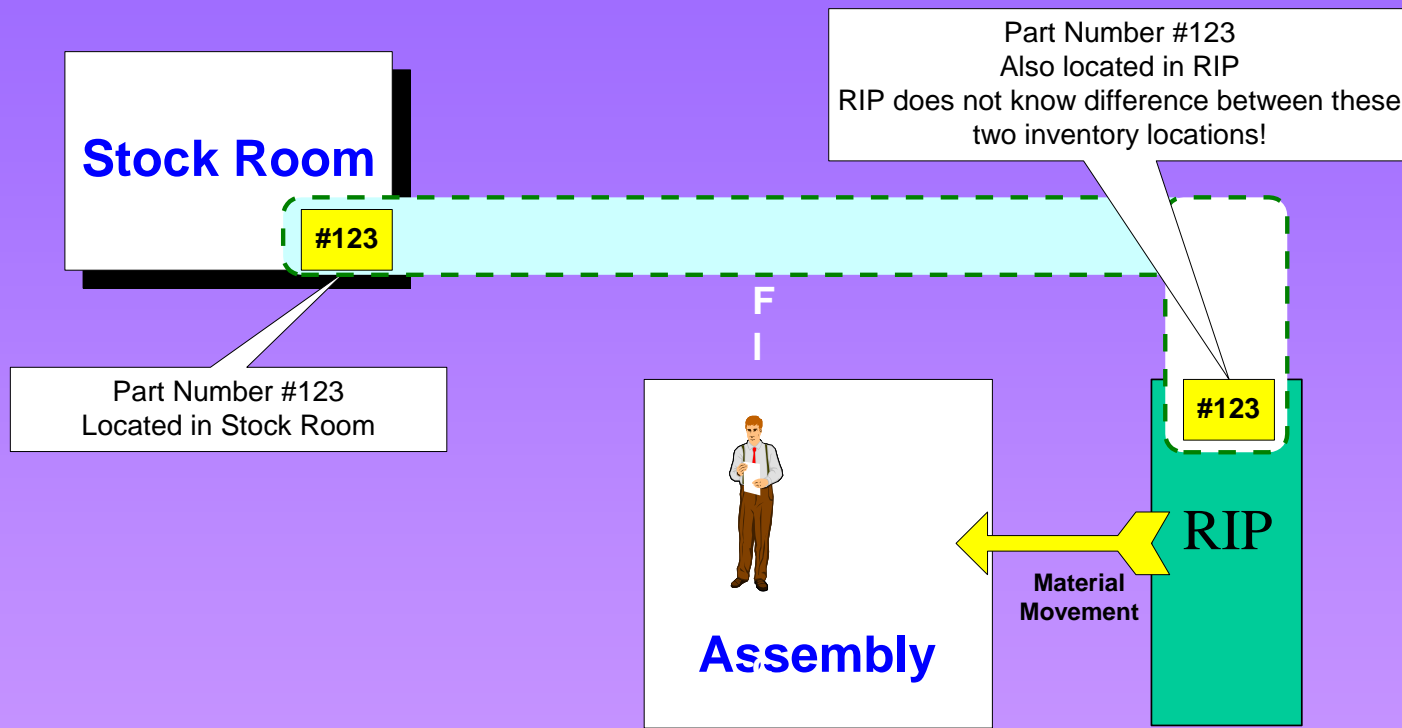 Part Number #123
Also located in RIP
RIP does not know difference between these
two inventory locations!
Stock Room
#123
F
I
Part Number #123
Located in Stock Room
#123
RIP
Material
Movement
Assembly